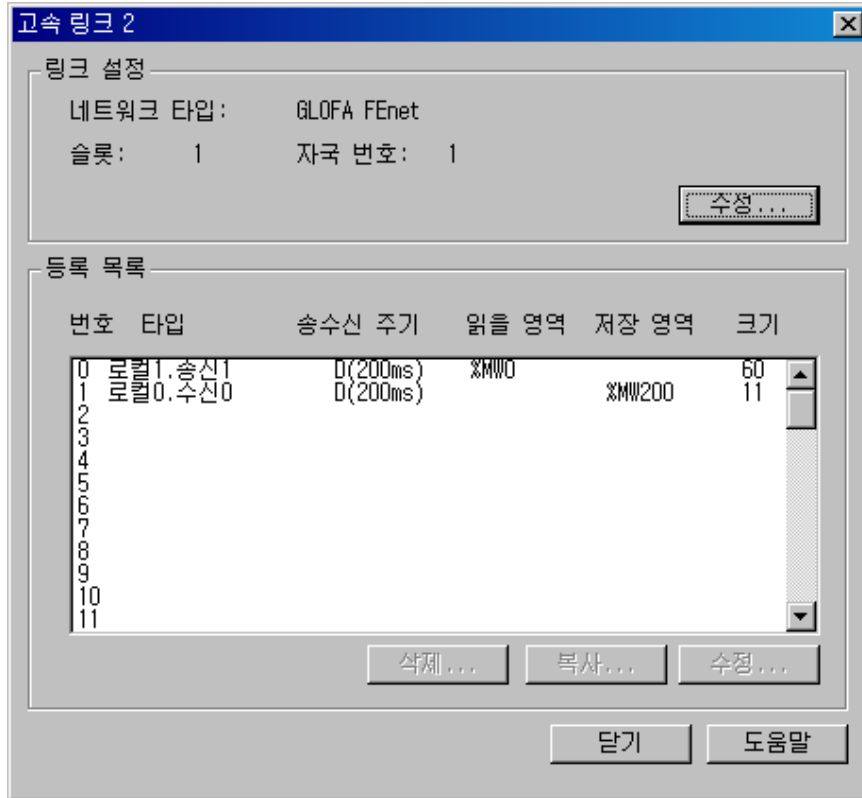 고속 링크 2
링크 설정
네트워크 타입: GLOFA FEnet
슬롯: 1 자국 번호: 1
수정...
등록 목록
번호 타입 송수신 주기 읽을 영역 저장 영역 크기
0 로컬1.송신1 D(200ms) %MW0 60
1 로컬0.수신0 D(200ms) %MW200 11
2
3
4
5
6
7
8
9
10
11
삭제... 복사... 수정...
닫기 도움말